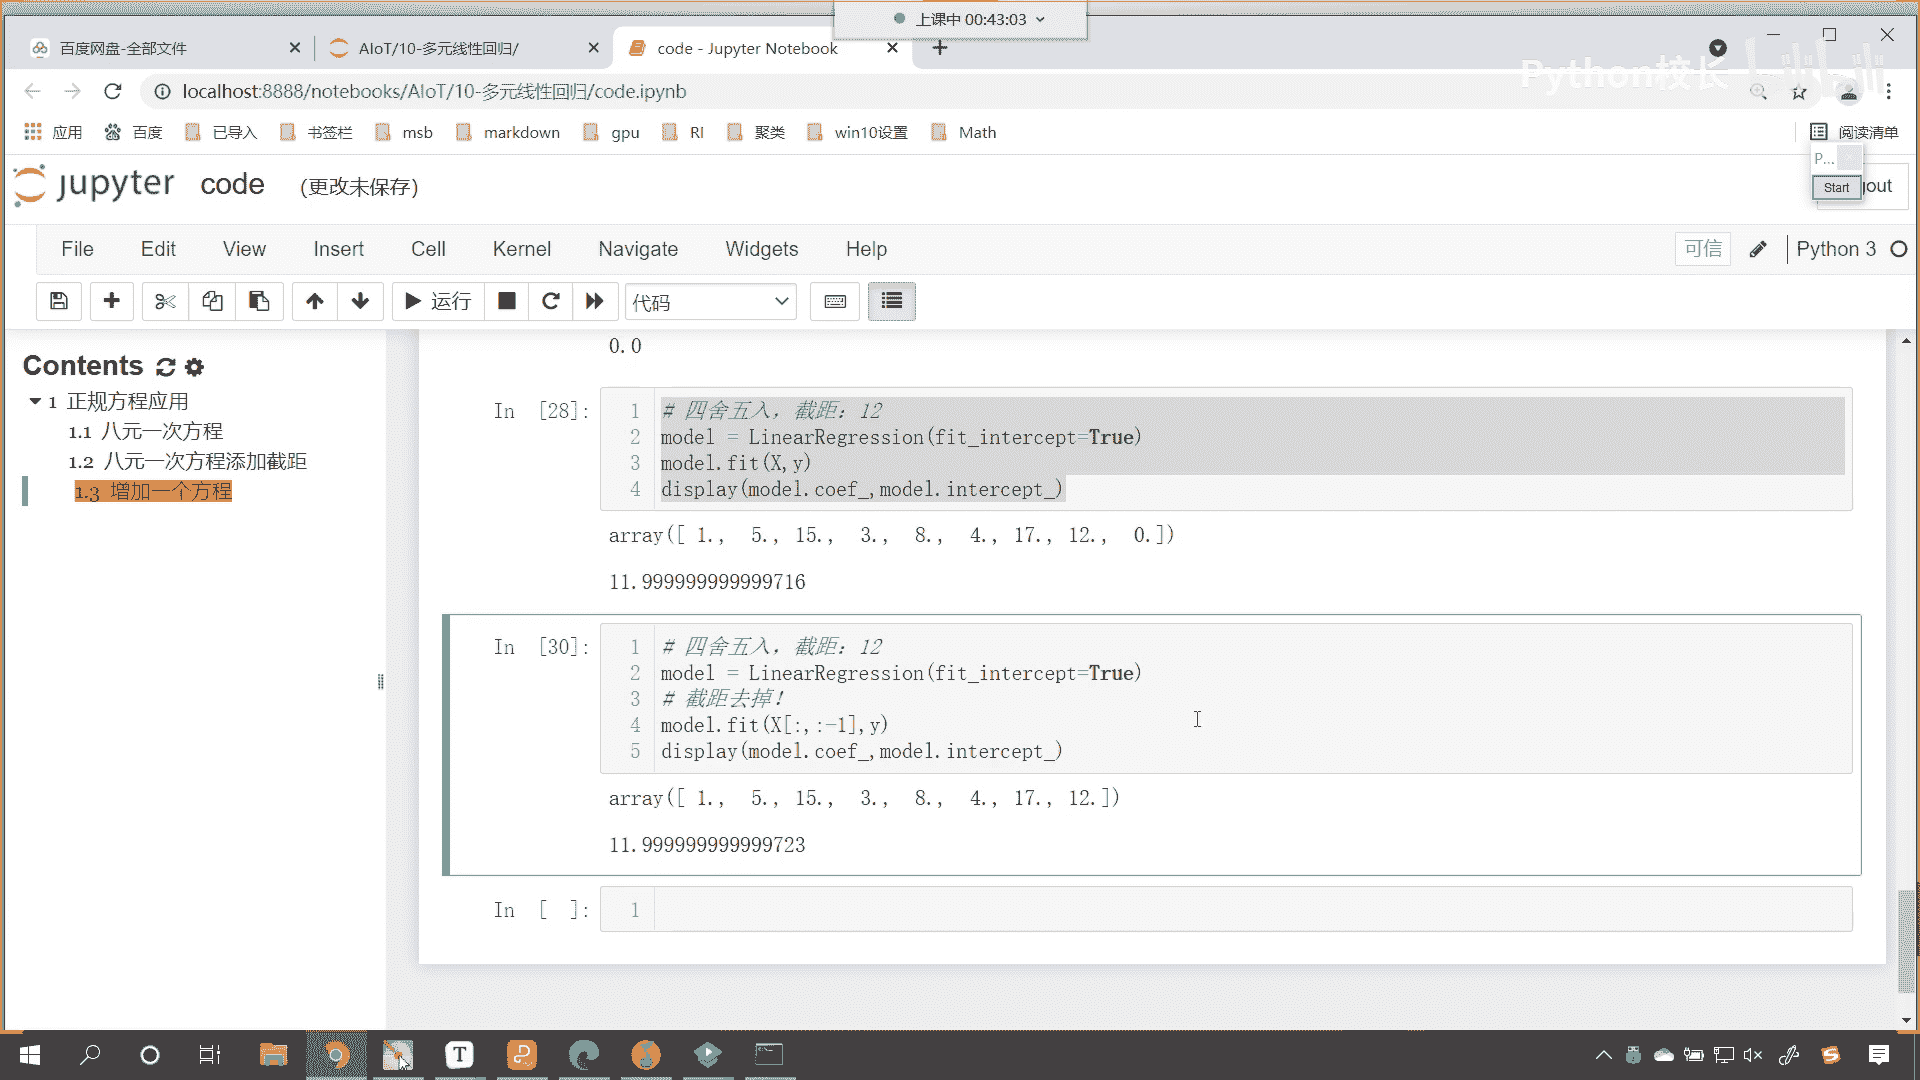 上课中 00:43:03
百度网盘-全部文件
AIoT/10-多元线性回归/
code - Jupyter Notebook
Python校长
localhost:8888/notebooks/AIoT/10-多元线性回归/code.ipynb
应用 百度 已导入 书签栏 msb markdown gpu RI 聚类 win10设置 Math 阅读清单
P...
Start
jupyter code (更改未保存)
out
File Edit View Insert Cell Kernel Navigate Widgets Help 可信 Python 3
运行 代码
Contents
1 正规方程应用
1.1 八元一次方程
1.2 八元一次方程添加截距
1.3 增加一个方程
0.0
In [28]:
1 # 四舍五入，截距：12
2 model = LinearRegression(fit_intercept=True)
3 model.fit(X,y)
4 display(model.coef_,model.intercept_)
array([ 1.,  5., 15.,  3.,  8.,  4., 17., 12.,  0.])
11.999999999999716
In [30]:
1 # 四舍五入，截距：12
2 model = LinearRegression(fit_intercept=True)
3 # 截距去掉！
4 model.fit(X[:,:-1],y)
5 display(model.coef_,model.intercept_)
array([ 1.,  5., 15.,  3.,  8.,  4., 17., 12.])
11.999999999999723
In [ ]:
1